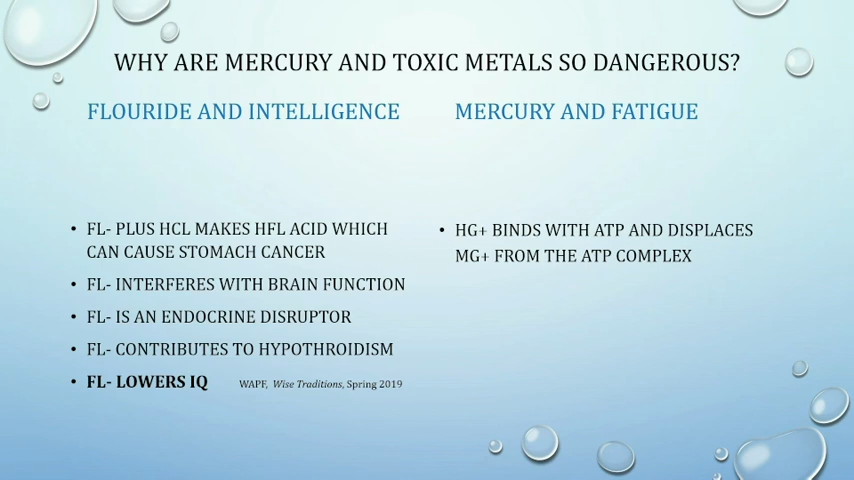 WHY ARE MERCURY AND TOXIC METALS SO DANGEROUS?
FLOURIDE AND INTELLIGENCE
• FL- PLUS HCL MAKES HFL ACID WHICH
CAN CAUSE STOMACH CANCER
• FL- INTERFERES WITH BRAIN FUNCTION
• FL- IS AN ENDOCRINE DISRUPTOR
• FL- CONTRIBUTES TO HYPOTHROIDISM
• FL- LOWERS IQ WAPF, Wise Traditions, Spring 2019
MERCURY AND FATIGUE
• HG+ BINDS WITH ATP AND DISPLACES
MG+ FROM THE ATP COMPLEX